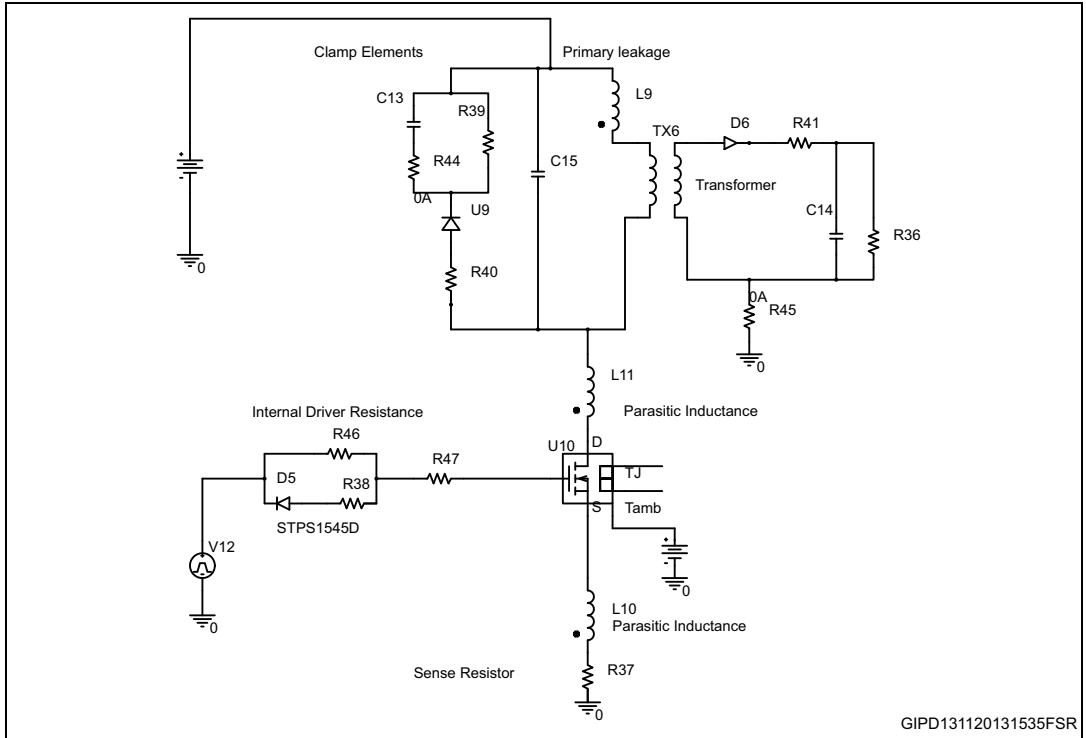 Clamp Elements
Primary leakage
C13
R39
L9
R44
C15
TX6
D6
R41
0A
U9
Transformer
C14
R36
R40
0A
R45
0
0
L11
Internal Driver Resistance
Parasitic Inductance
R46
U10
D
R47
D5
R38
TJ
STPS1545D
S
Tamb
V12
+
-
0
0
L10
Parasitic Inductance
Sense Resistor
R37
0
GIPD131120131535FSR